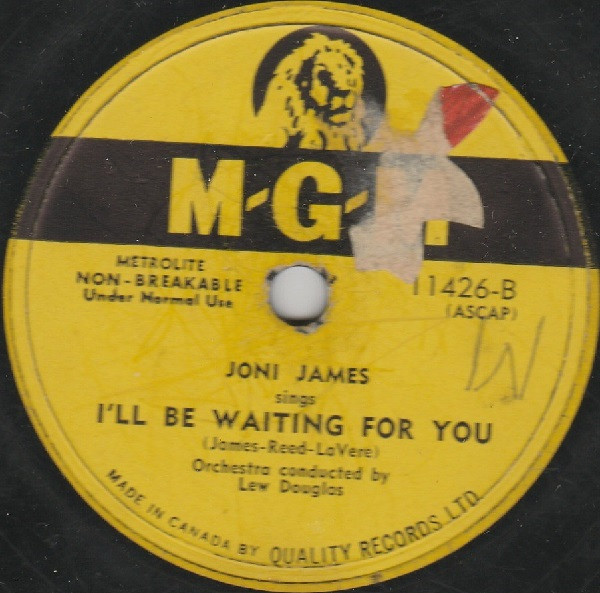 M-G-
METROLITE
NON-BREAKABLE
Under Normal Use
11426-B
(ASCAP)
JONI JAMES
sings
I'LL BE WAITING FOR YOU
(James-Reed-LaVere)
Orchestra conducted by
Lew Douglas
MADE IN CANADA BY QUALITY RECORDS LTD.